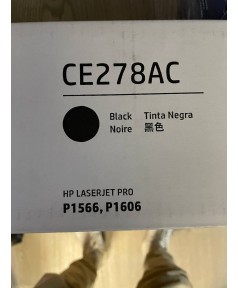 CE278AC
Black Tinta Negra
Noire 黑色
HP LASERJET PRO
P1566, P1606